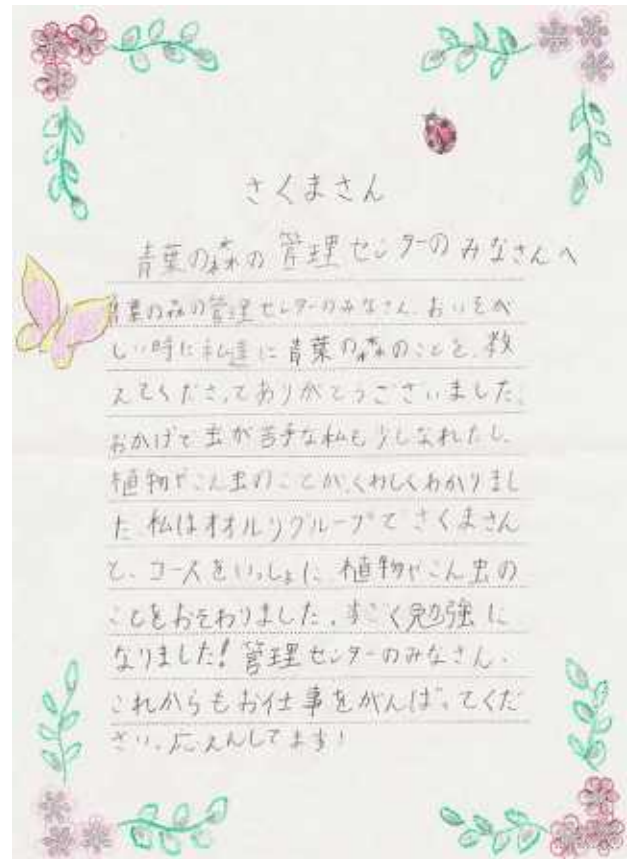 さくまさん
青葉の森の管理センターのみなさんへ
青葉の森の管理センターのみなさん、おいそが
しい時に私達に青葉の森のことを、教
えてくださってありがとうございました。
おかげで虫が苦手な私も少しなれたし、
植物やこん虫のことが、くわしくわかりまし
た。私はオオルリグループでさくまさん
と、コースをいっしょに、植物やこん虫の
ことをおそわりました。すごく勉強に
なりました!管理センターのみなさん、
これからもお仕事をがんばってくだ
さい。応えんしてます!